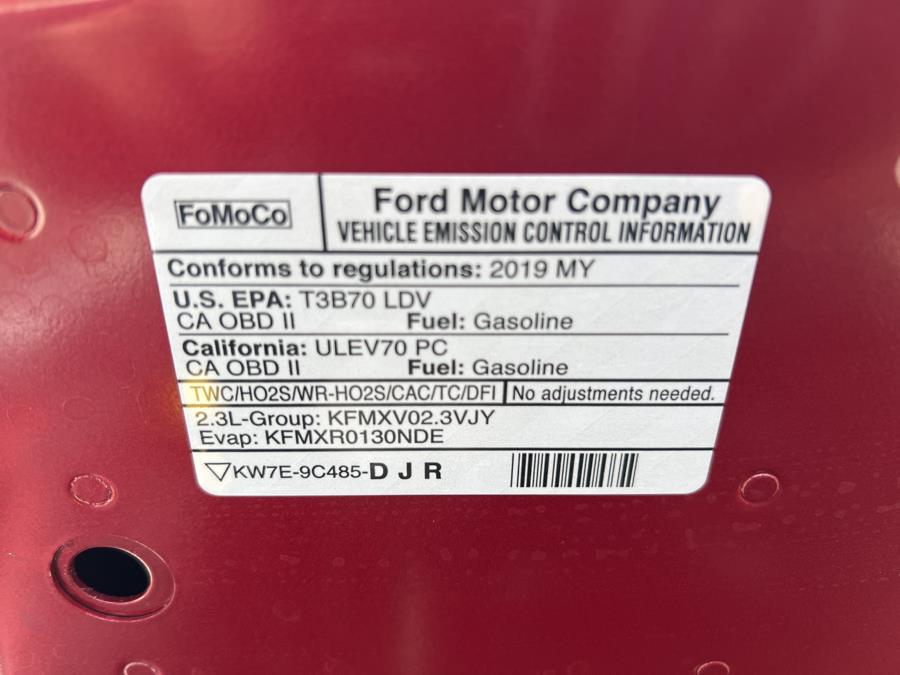 FoMoCo
Ford Motor Company
VEHICLE EMISSION CONTROL INFORMATION
Conforms to regulations: 2019 MY
U.S. EPA: T3B70 LDV
CA OBD II Fuel: Gasoline
California: ULEV70 PC
CA OBD II Fuel: Gasoline
TWC/HO2S/WR-HO2S/CAC/TC/DFI No adjustments needed.
2.3L-Group: KFMXV02.3VJY
Evap: KFMXR0130NDE
▽KW7E-9C485-D J R